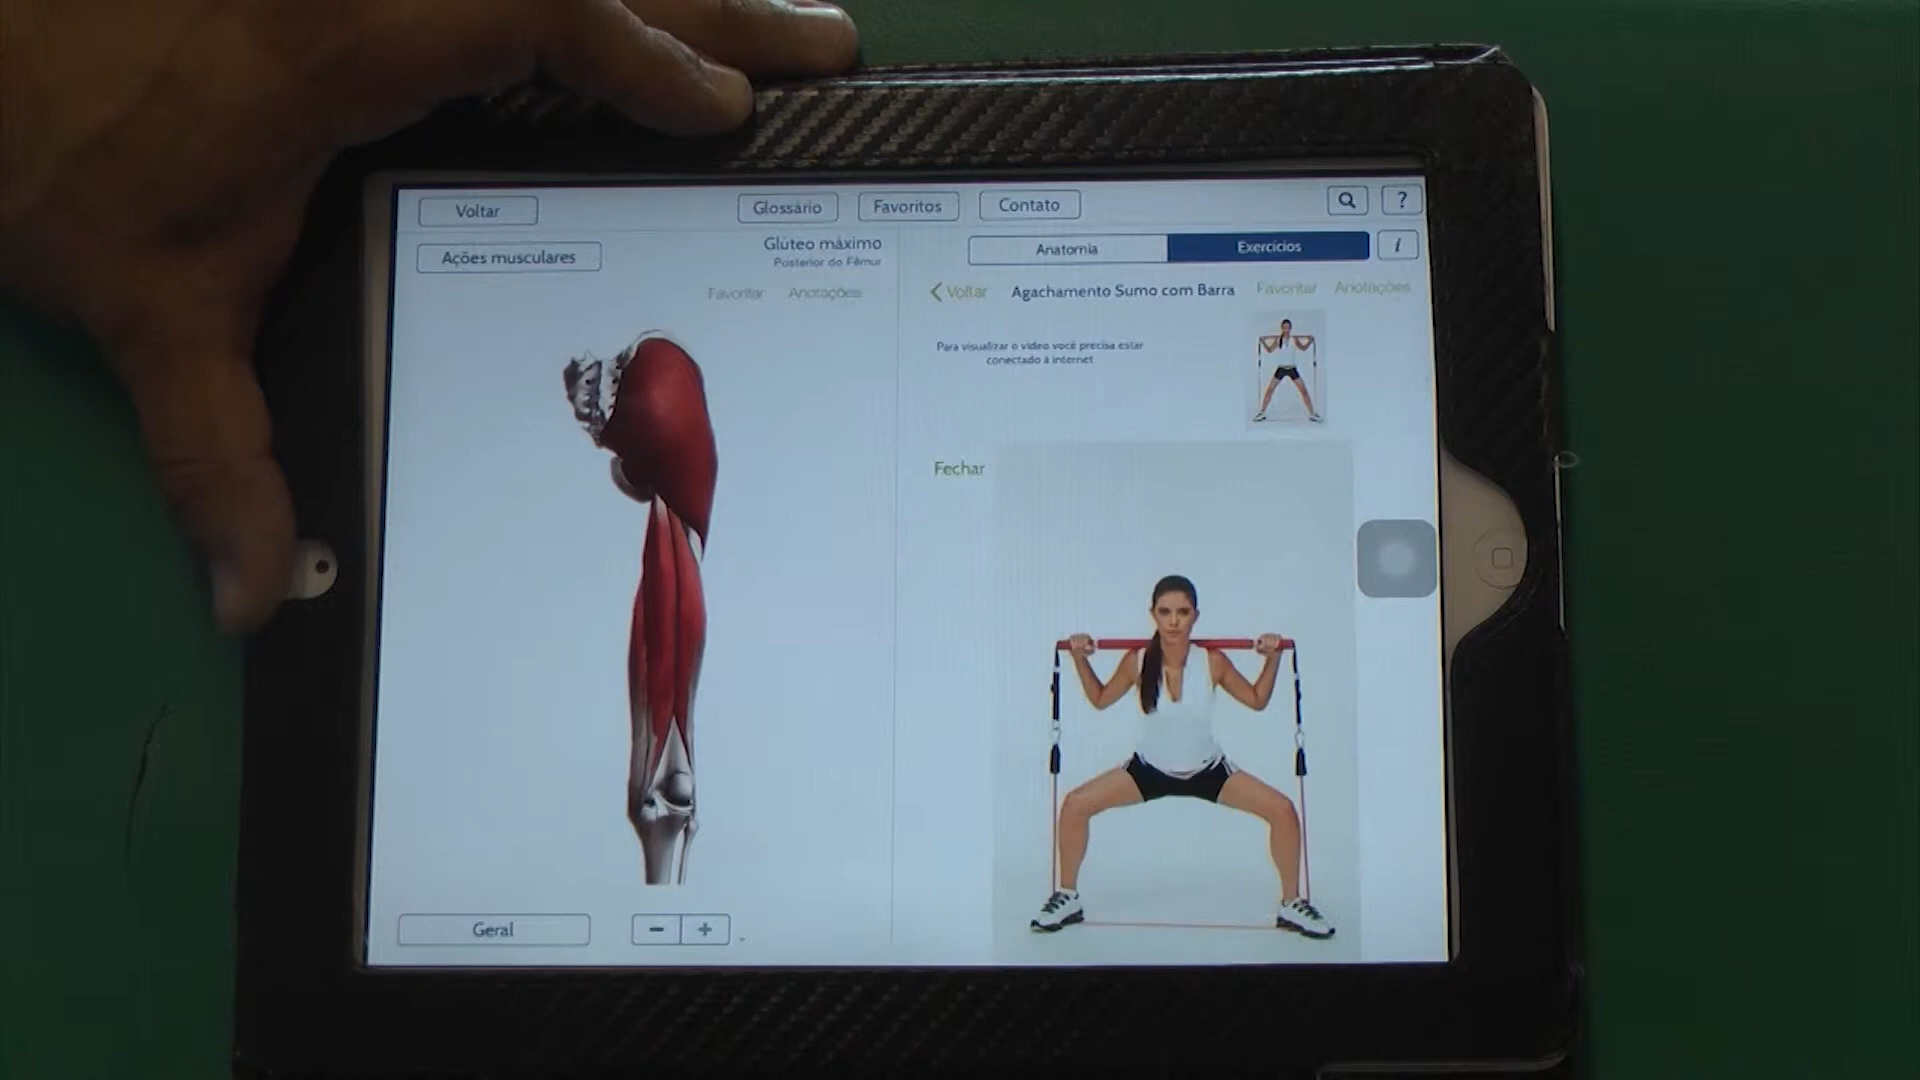 Voltar
Glossário
Favoritos
Contato
?
Ações musculares
Glúteo máximo
Posterior do Fêmur
Favoritar Anotações
Anatomia
Exercícios
i
Voltar
Agachamento Sumo com Barra
Favoritar Anotações
Para visualizar o vídeo você precisa estar
conectado à internet
Fechar
Geral
- +